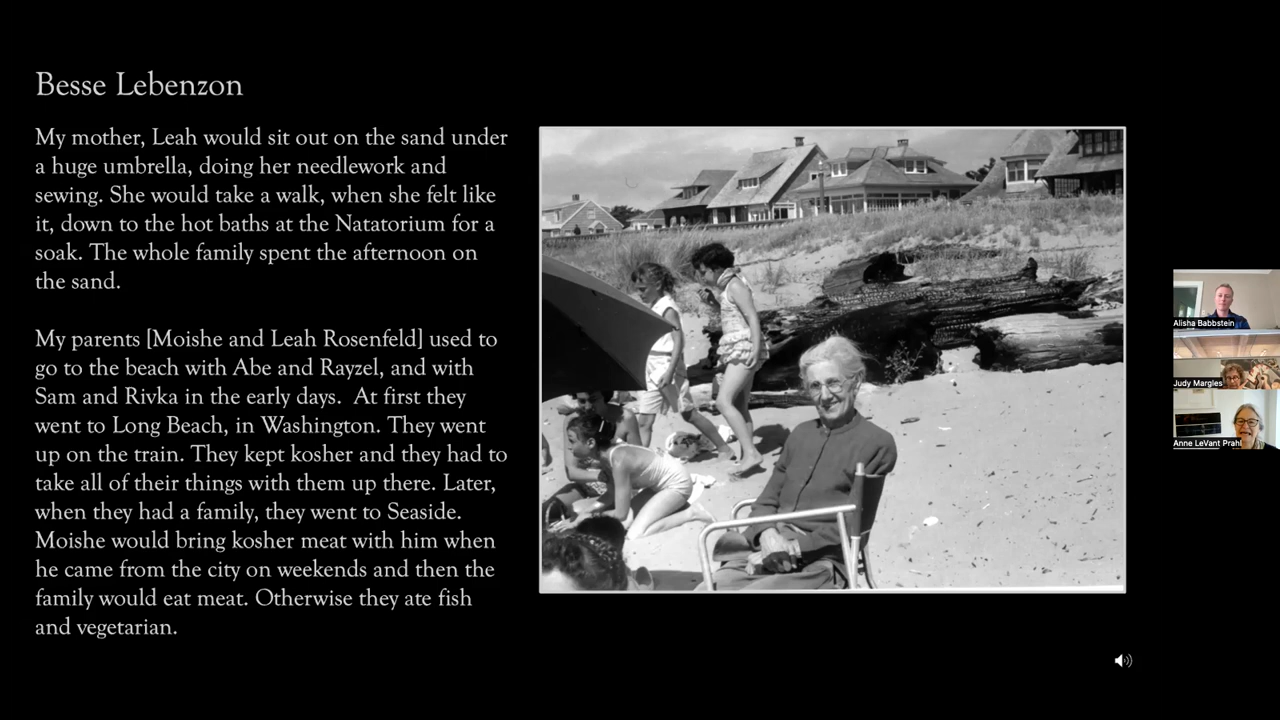 Besse Lebenzon
My mother, Leah would sit out on the sand under
a huge umbrella, doing her needlework and
sewing. She would take a walk, when she felt like
it, down to the hot baths at the Natatorium for a
soak. The whole family spent the afternoon on
the sand.
My parents [Moishe and Leah Rosenfeld] used to
go to the beach with Abe and Rayzel, and with
Sam and Rivka in the early days.  At first they
went to Long Beach, in Washington. They went
up on the train. They kept kosher and they had to
take all of their things with them up there. Later,
when they had a family, they went to Seaside.
Moishe would bring kosher meat with him when
he came from the city on weekends and then the
family would eat meat. Otherwise they ate fish
and vegetarian.
Alisha Babbstein
Judy Margles
Anne LeVant Prahl